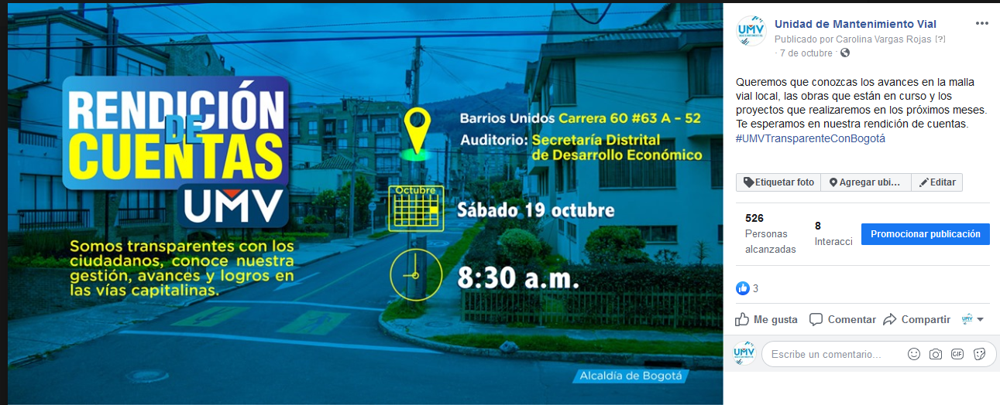 RENDICIÓN
DE
CUENTAS
UMV
Somos transparentes con los
ciudadanos, conoce nuestra
gestión, avances y logros en
las vías capitalinas.
Barrios Unidos Carrera 60 #63 A – 52
Auditorio: Secretaría Distrital
de Desarrollo Económico
Octubre
Sábado 19 octubre
8:30 a.m.
Alcaldía de Bogotá
UMV
Unidad de Mantenimiento Vial
Publicado por Carolina Vargas Rojas [?]
· 7 de octubre ·
Queremos que conozcas los avances en la malla
vial local, las obras que están en curso y los
proyectos que realizaremos en los próximos meses.
Te esperamos en nuestra rendición de cuentas.
#UMVTransparenteConBogotá
Etiquetar foto Agregar ubi... Editar
526
Personas
alcanzadas
8
Interacci
Promocionar publicación
3
Me gusta Comentar Compartir UMV
UMV Escribe un comentario... GIF